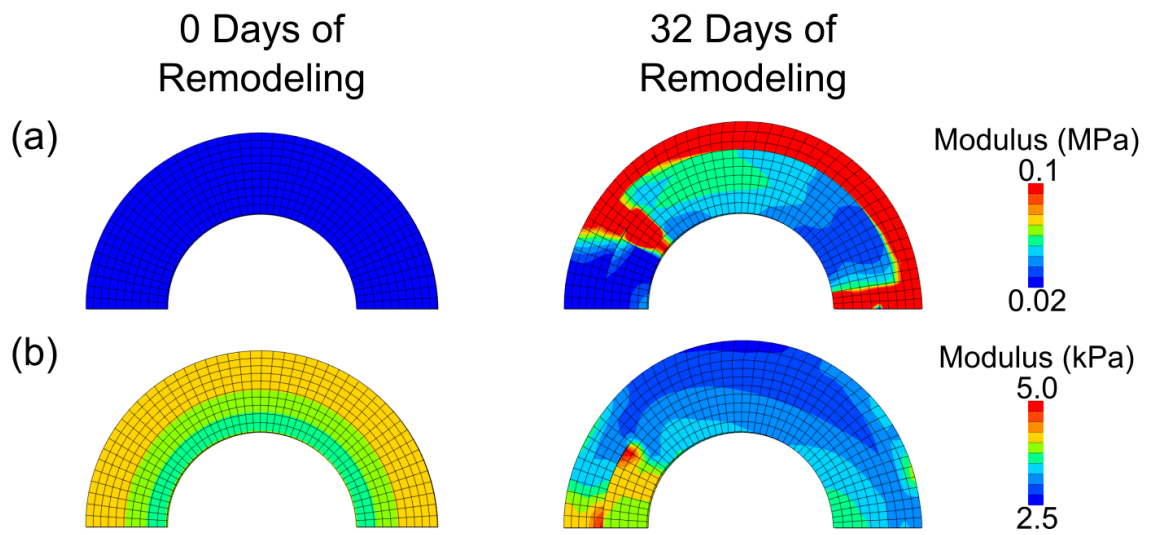 0 Days of
Remodeling
32 Days of
Remodeling
(a)
Modulus (MPa)
0.1
0.02
(b)
Modulus (kPa)
5.0
2.5